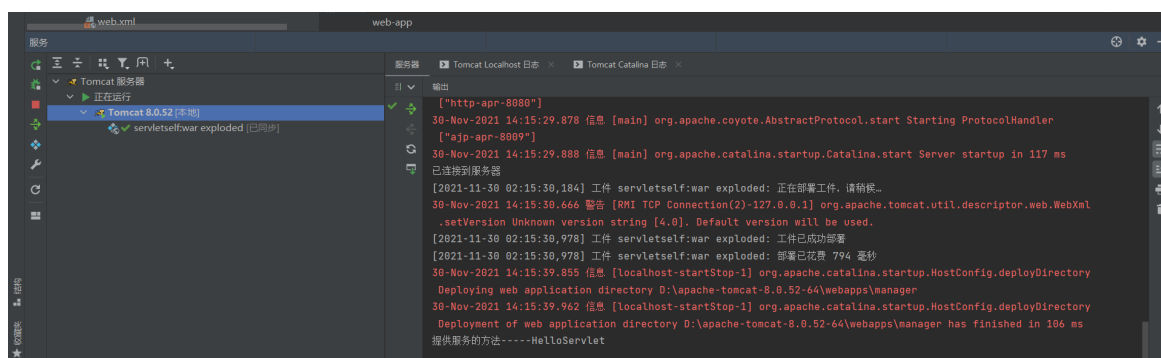 web.xml
web-app
服务
服务器
Tomcat Localhost 日志
Tomcat Catalina 日志
Tomcat 服务器
正在运行
Tomcat 8.0.52 [本地]
servletself:war exploded [已同步]
输出
["http-apr-8080"]
30-Nov-2021 14:15:29.878 信息 [main] org.apache.coyote.AbstractProtocol.start Starting ProtocolHandler
["ajp-apr-8009"]
30-Nov-2021 14:15:29.888 信息 [main] org.apache.catalina.startup.Catalina.start Server startup in 117 ms
已连接到服务器
[2021-11-30 02:15:30,184] 工件 servletself:war exploded: 正在部署工件，请稍候…
30-Nov-2021 14:15:30.666 警告 [RMI TCP Connection(2)-127.0.0.1] org.apache.tomcat.util.descriptor.web.WebXml
.setVersion Unknown version string [4.0]. Default version will be used.
[2021-11-30 02:15:30,978] 工件 servletself:war exploded: 工件已成功部署
[2021-11-30 02:15:30,978] 工件 servletself:war exploded: 部署已花费 794 毫秒
30-Nov-2021 14:15:39.855 信息 [localhost-startStop-1] org.apache.catalina.startup.HostConfig.deployDirectory
Deploying web application directory D:\apache-tomcat-8.0.52-64\webapps\manager
30-Nov-2021 14:15:39.962 信息 [localhost-startStop-1] org.apache.catalina.startup.HostConfig.deployDirectory
Deployment of web application directory D:\apache-tomcat-8.0.52-64\webapps\manager has finished in 106 ms
提供服务的方法-----HelloServlet
结构
收藏夹